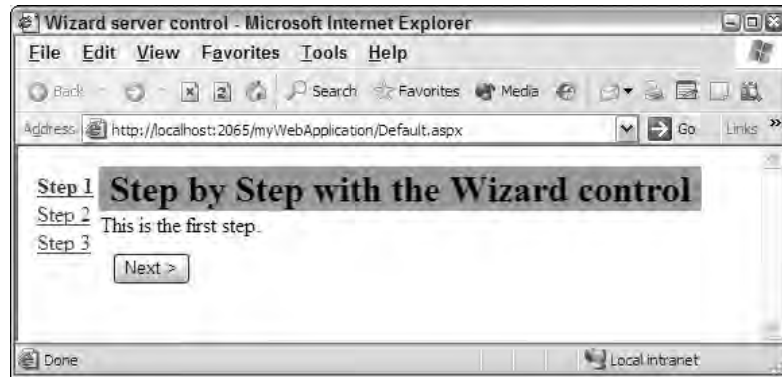 Wizard server control - Microsoft Internet Explorer
File Edit View Favorites Tools Help
Back Search Favorites Media
Address http://localhost:2065/myWebApplication/Default.aspx Go Links »
Step 1
Step 2
Step 3
Step by Step with the Wizard control
This is the first step.
Next >
Done Local intranet